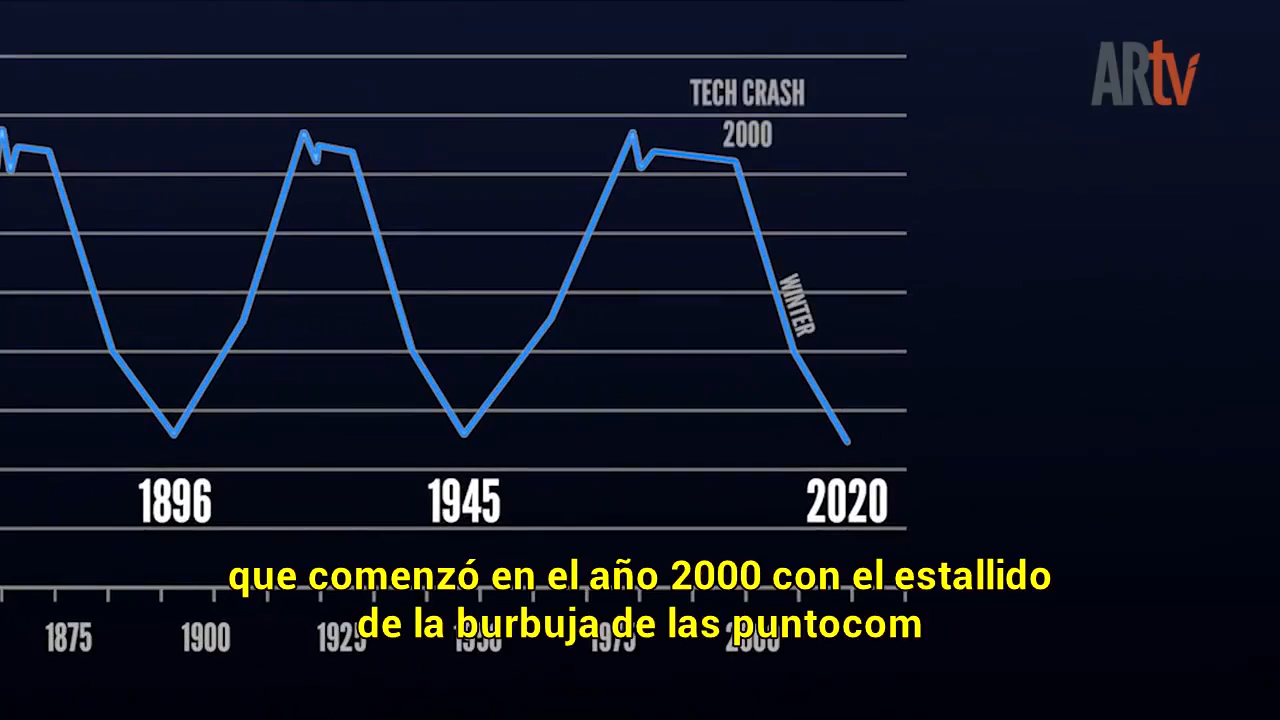 ARtv
TECH CRASH
2000
WINTER
1896 1945 2020
que comenzó en el año 2000 con el estallido
de la burbuja de las puntocom
1875 1900 1925 1950 1975 2000